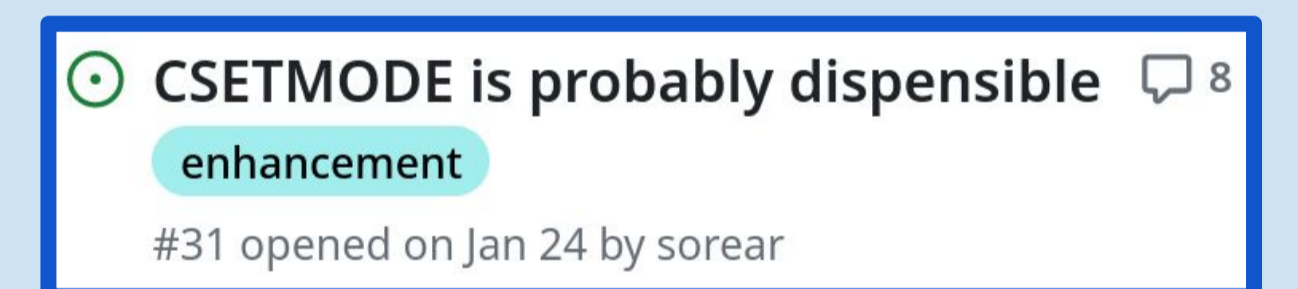 CSETMODE is probably dispensible 8
enhancement
#31 opened on Jan 24 by sorear